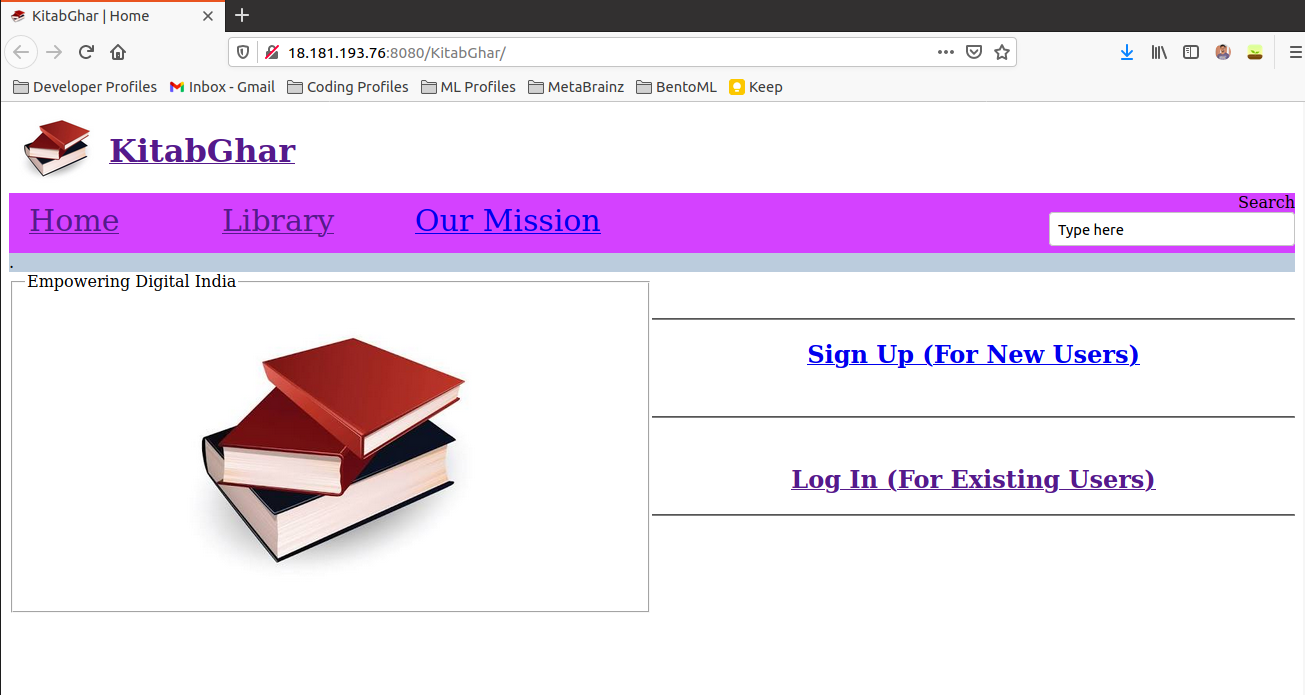 KitabGhar | Home
18.181.193.76:8080/KitabGhar/
Developer Profiles Inbox - Gmail Coding Profiles ML Profiles MetaBrainz BentoML Keep
KitabGhar
Search
Home Library Our Mission
Type here
.
Empowering Digital India
Sign Up (For New Users)
Log In (For Existing Users)